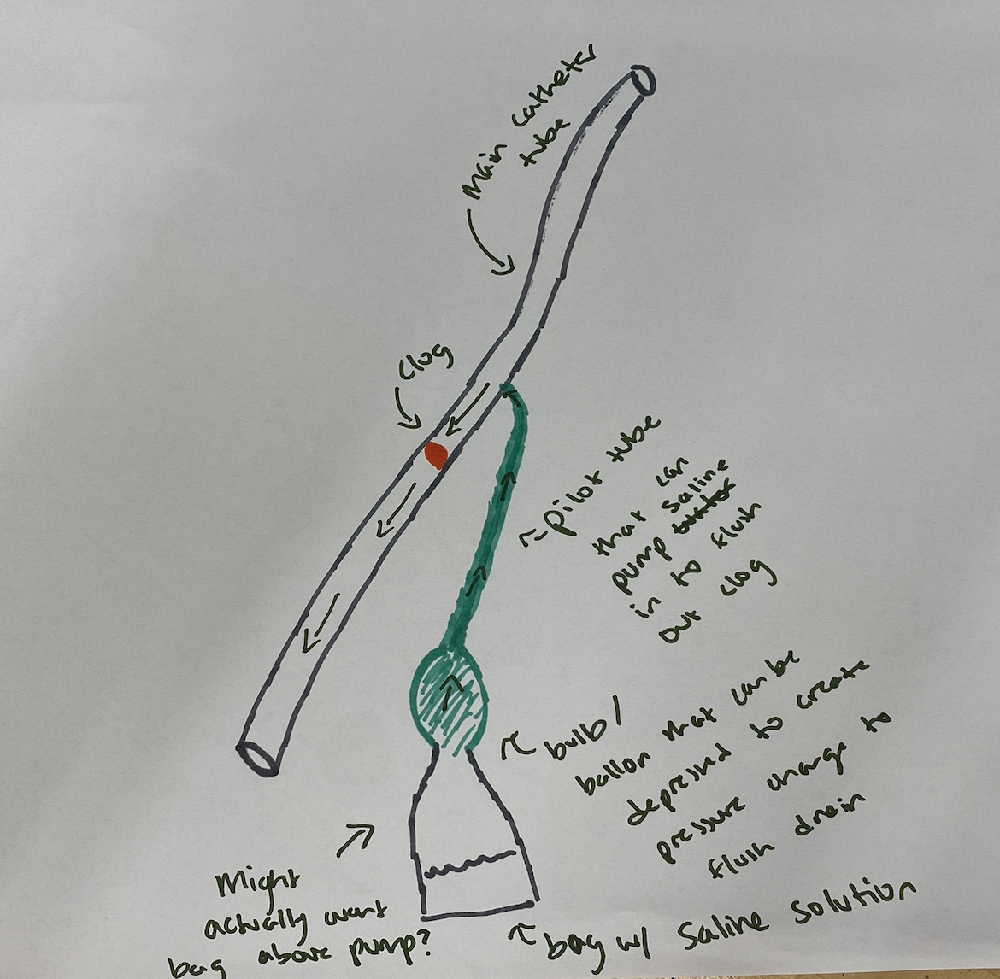 Main Catheter
tube
Clog
pilot tube
that can
pump saline
in to flush
out clog
bulb/
ballon that can be
depressed to create
pressure change to
flush drain
Might
actually want
bag above pump?
bag w/ Saline Solution